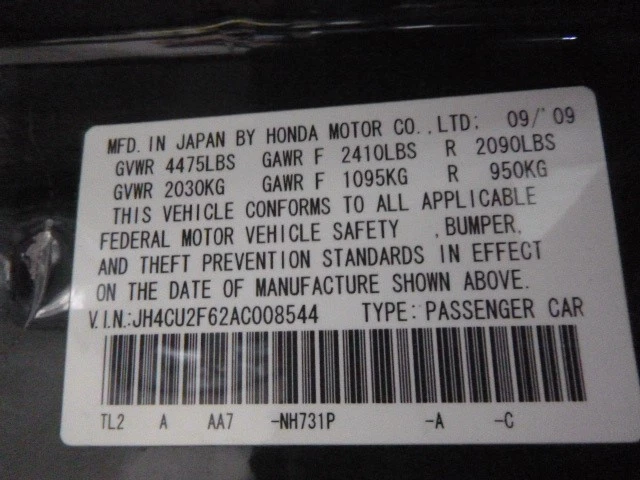 MFD. IN JAPAN BY HONDA MOTOR CO., LTD: 09/'09
GVWR 4475LBS GAWR F 2410LBS R 2090LBS
GVWR 2030KG GAWR F 1095KG R 950KG
THIS VEHICLE CONFORMS TO ALL APPLICABLE
FEDERAL MOTOR VEHICLE SAFETY , BUMPER,
AND THEFT PREVENTION STANDARDS IN EFFECT
ON THE DATE OF MANUFACTURE SHOWN ABOVE.
V.I.N.:JH4CU2F62AC008544 TYPE: PASSENGER CAR
TL2 A AA7 -NH731P -A -C